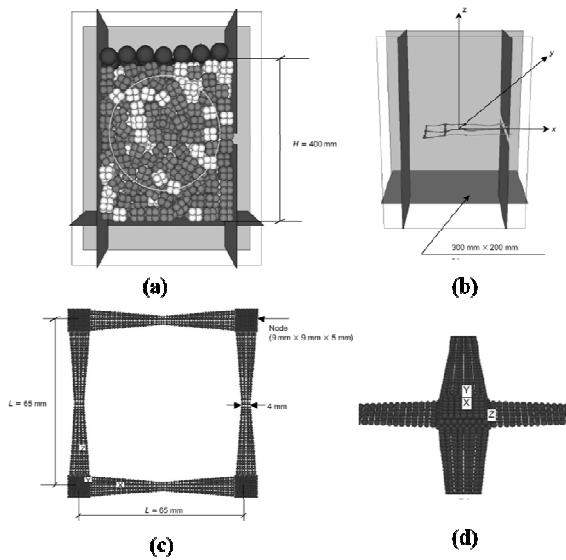 H = 400 mm
(a)
z
y
x
300 mm × 200 mm
(b)
Node
(9 mm × 9 mm × 5 mm)
L = 65 mm
4 mm
Z
Y
X
L = 65 mm
(c)
Y
X
Z
(d)